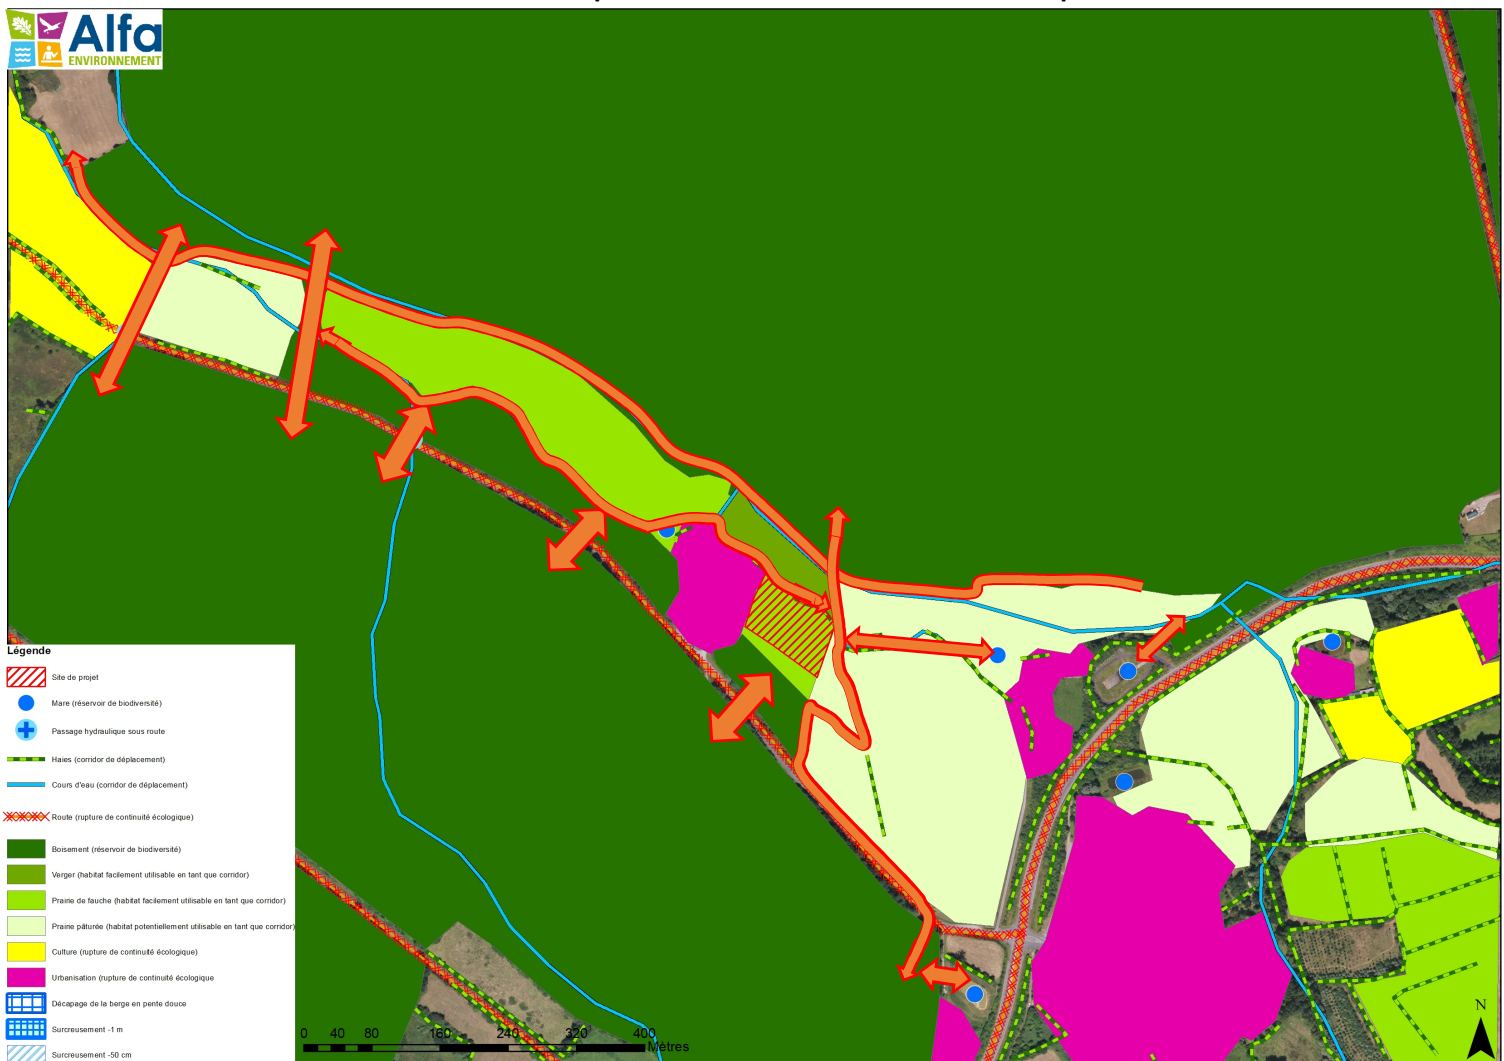 Alfa
ENVIRONNEMENT
Légende
Site de projet
Mare (réservoir de biodiversité)
Passage hydraulique sous route
Haies (corridor de déplacement)
Cours d'eau (corridor de déplacement)
Route (rupture de continuité écologique)
Boisement (réservoir de biodiversité)
Verger (habitat facilement utilisable en tant que corridor)
Prairie de fauche (habitat facilement utilisable en tant que corridor)
Prairie pâturée (habitat potentiellement utilisable en tant que corridor)
Culture (rupture de continuité écologique)
Urbanisation (rupture de continuité écologique
Décapage de la berge en pente douce
Surcreusement -1 m
Surcreusement -50 cm
0 40 80 160 240 320 400
Mètres
N